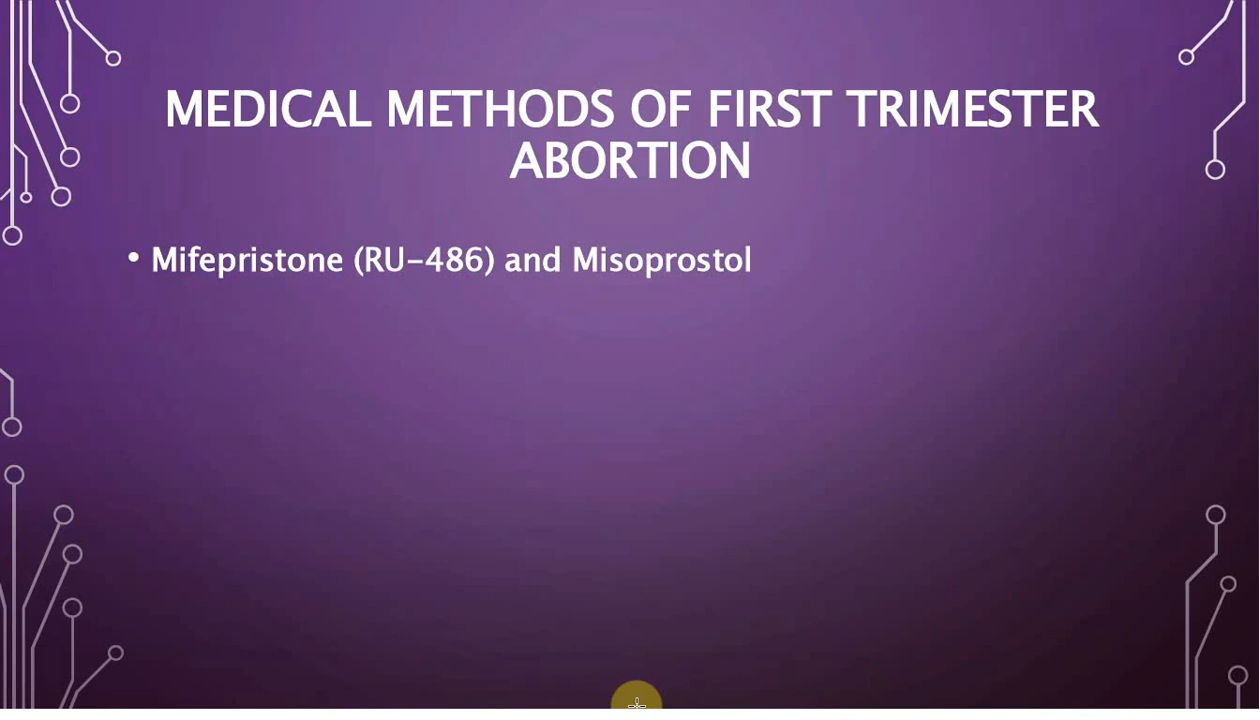 MEDICAL METHODS OF FIRST TRIMESTER
ABORTION
• Mifepristone (RU-486) and Misoprostol